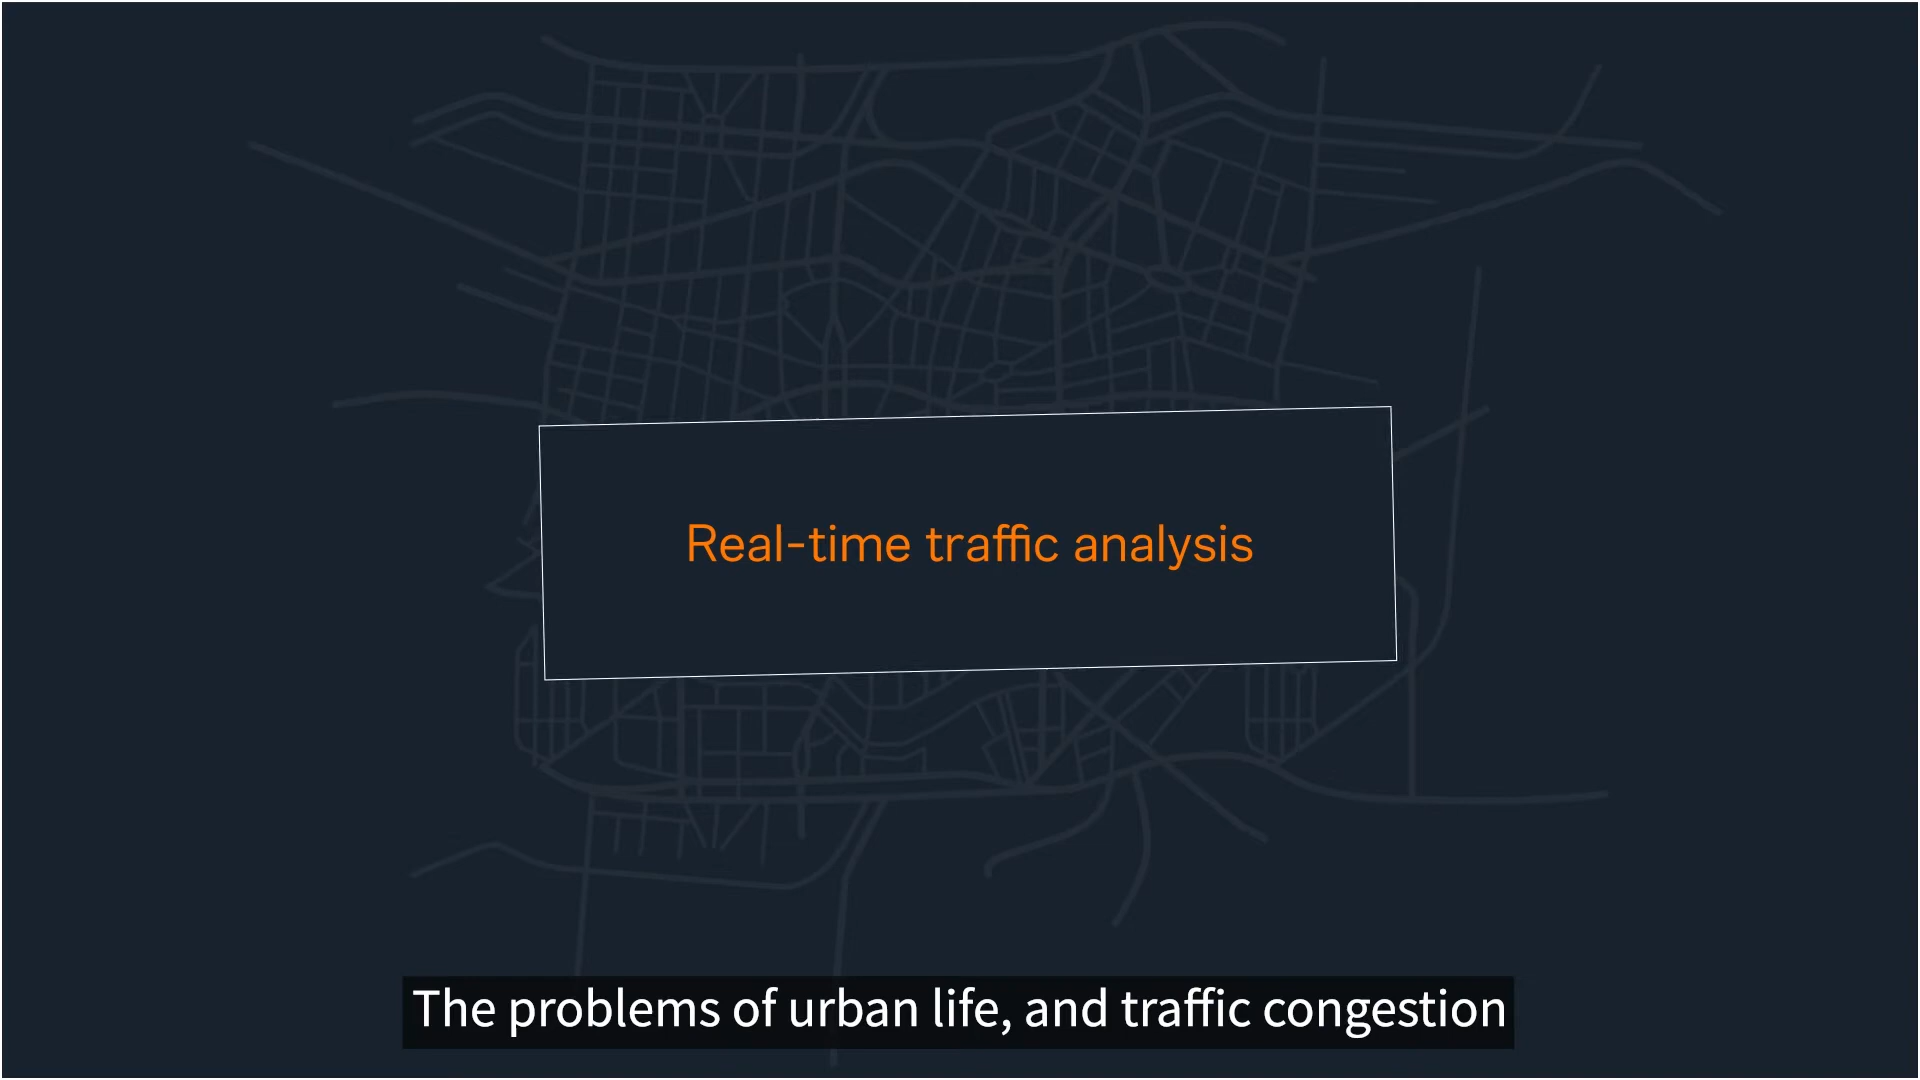 Real-time traffic analysis
The problems of urban life, and traffic congestion